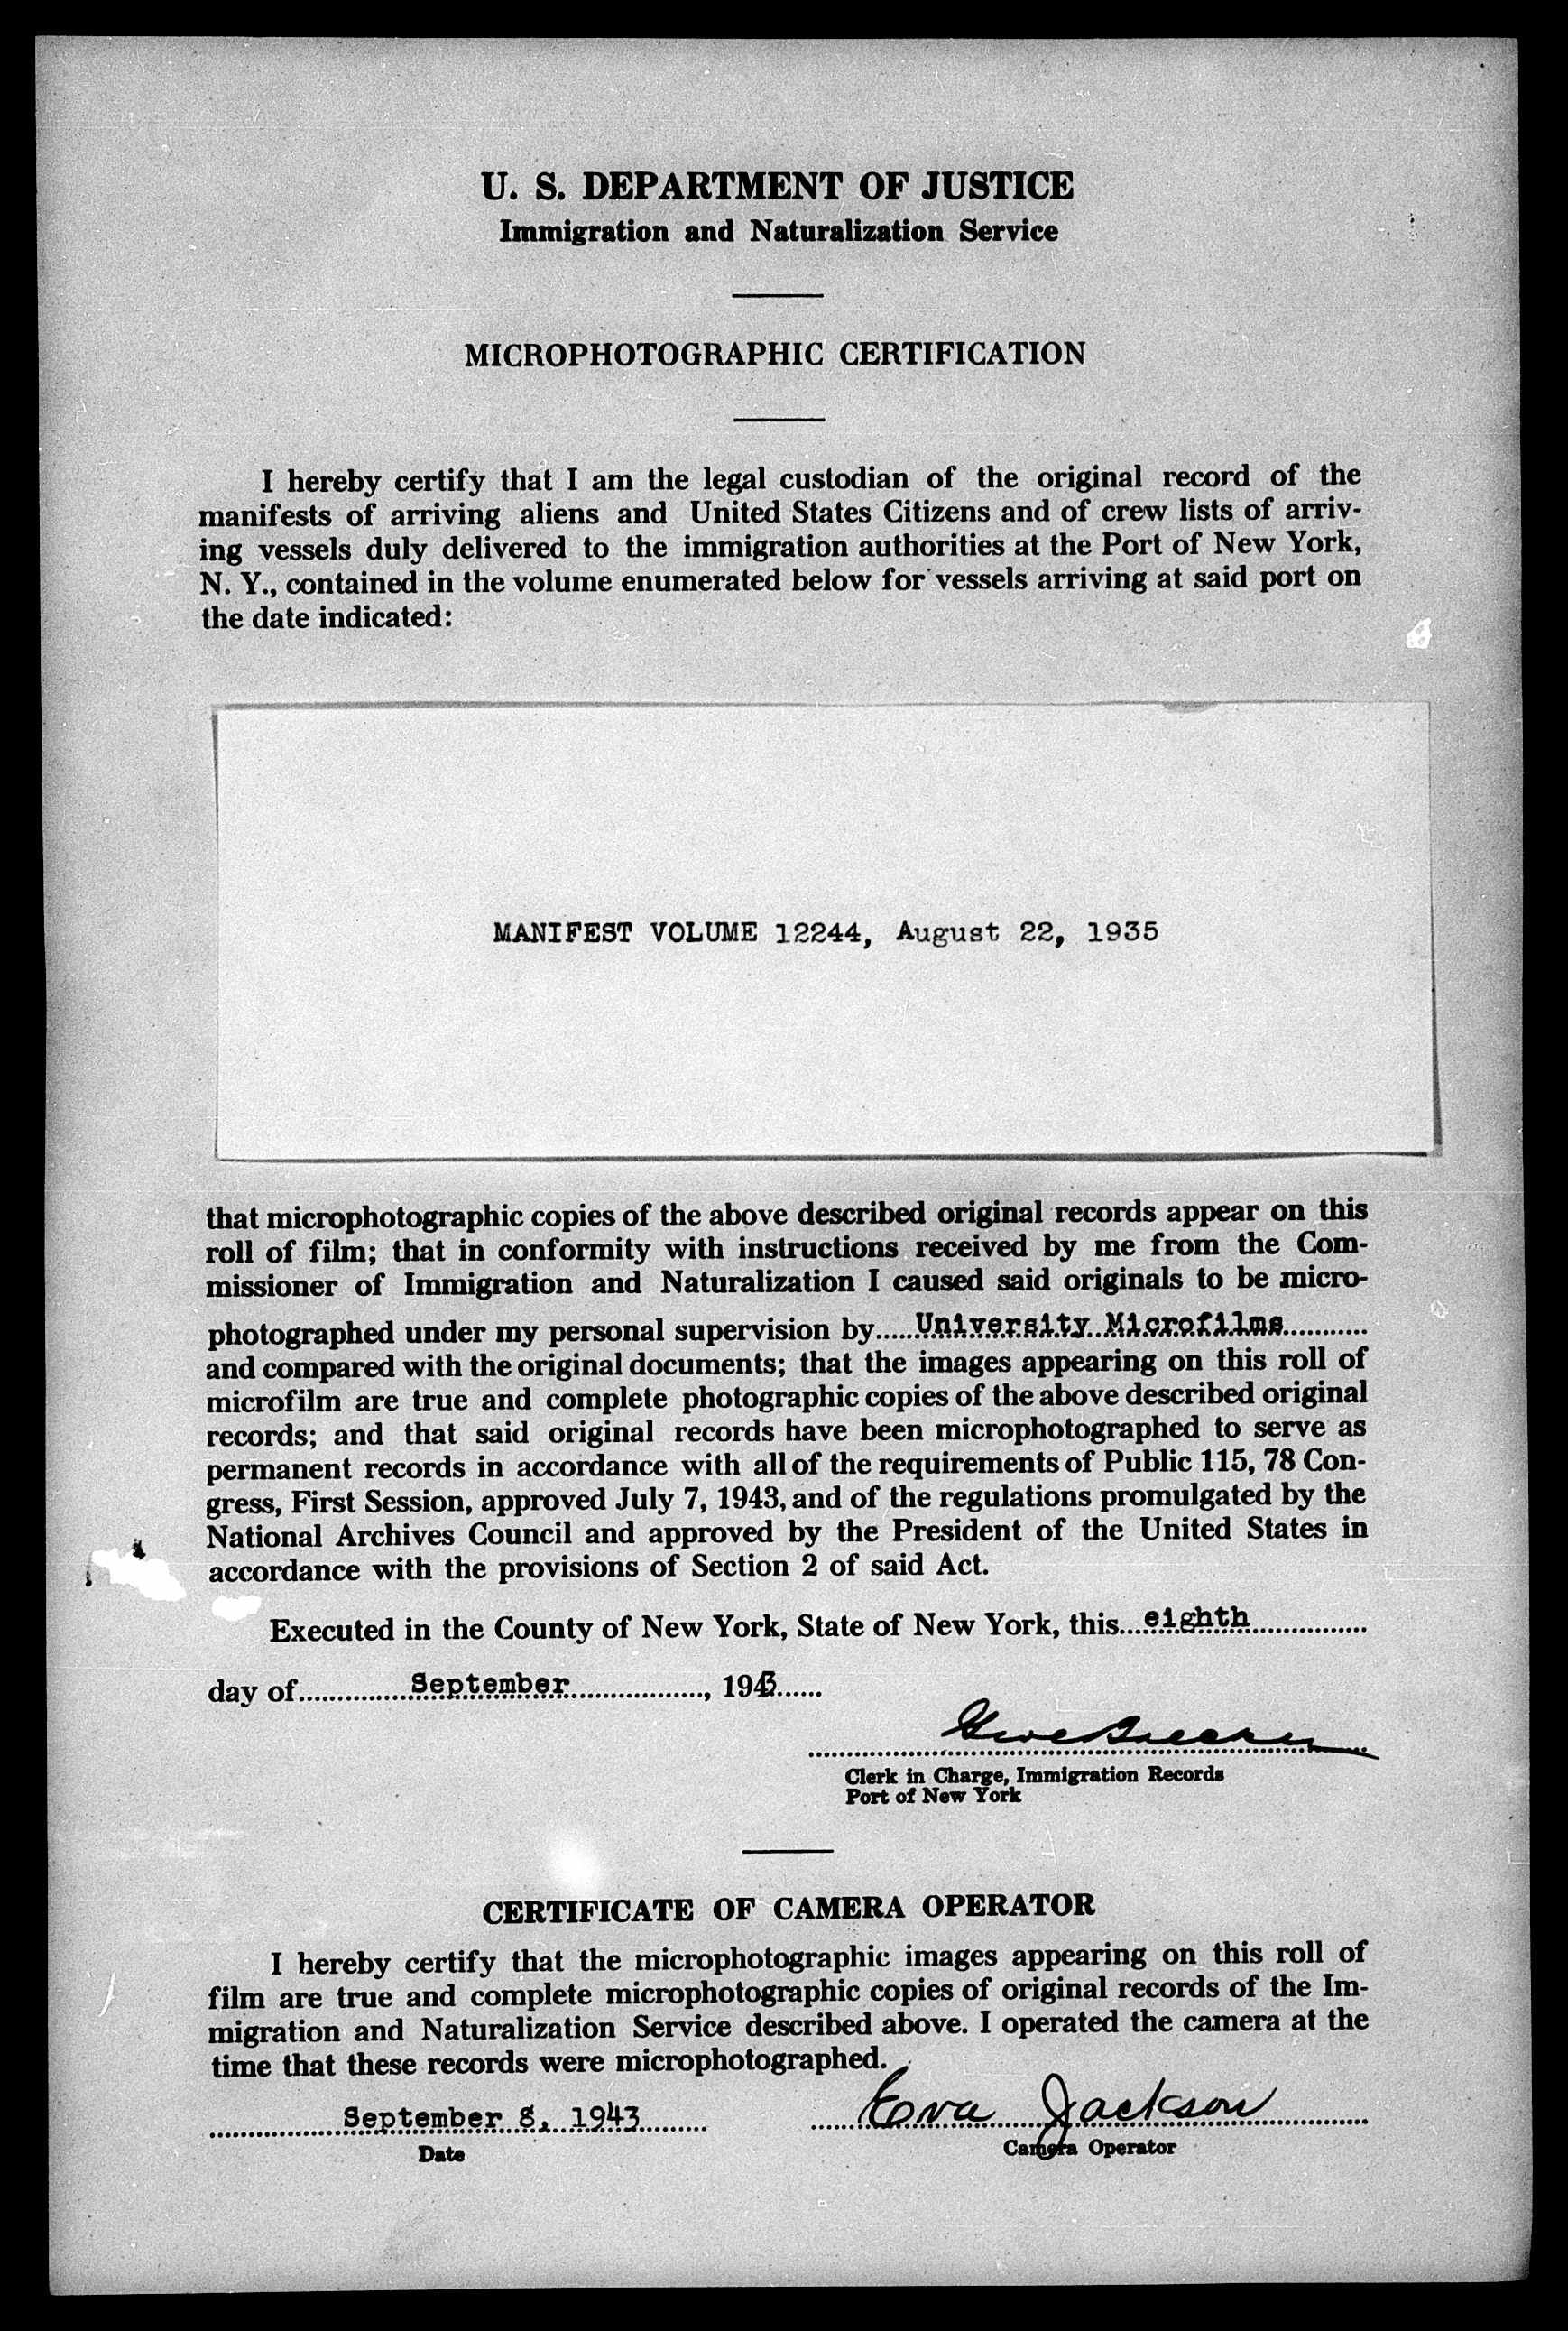 U. S. DEPARTMENT OF JUSTICE
Immigration and Naturalization Service
MICROPHOTOGRAPHIC CERTIFICATION
I hereby certify that I am the legal custodian of the original record of the
manifests of arriving aliens and United States Citizens and of crew lists of arriv-
ing vessels duly delivered to the immigration authorities at the Port of New York,
N. Y., contained in the volume enumerated below for vessels arriving at said port on
the date indicated:
MANIFEST VOLUME 12244, August 22, 1935
that microphotographic copies of the above described original records appear on this
roll of film; that in conformity with instructions received by me from the Com-
missioner of Immigration and Naturalization I caused said originals to be micro-
photographed under my personal supervision by University Microfilms
and compared with the original documents; that the images appearing on this roll of
microfilm are true and complete photographic copies of the above described original
records; and that said original records have been microphotographed to serve as
permanent records in accordance with all of the requirements of Public 115, 78 Con-
gress, First Session, approved July 7, 1943, and of the regulations promulgated by the
National Archives Council and approved by the President of the United States in
accordance with the provisions of Section 2 of said Act.
Executed in the County of New York, State of New York, this eighth
day of September, 1943
Clerk in Charge, Immigration Records
Port of New York
CERTIFICATE OF CAMERA OPERATOR
I hereby certify that the microphotographic images appearing on this roll of
film are true and complete microphotographic copies of original records of the Im-
migration and Naturalization Service described above. I operated the camera at the
time that these records were microphotographed.
September 8, 1943 Eva Jackson
Date Camera Operator